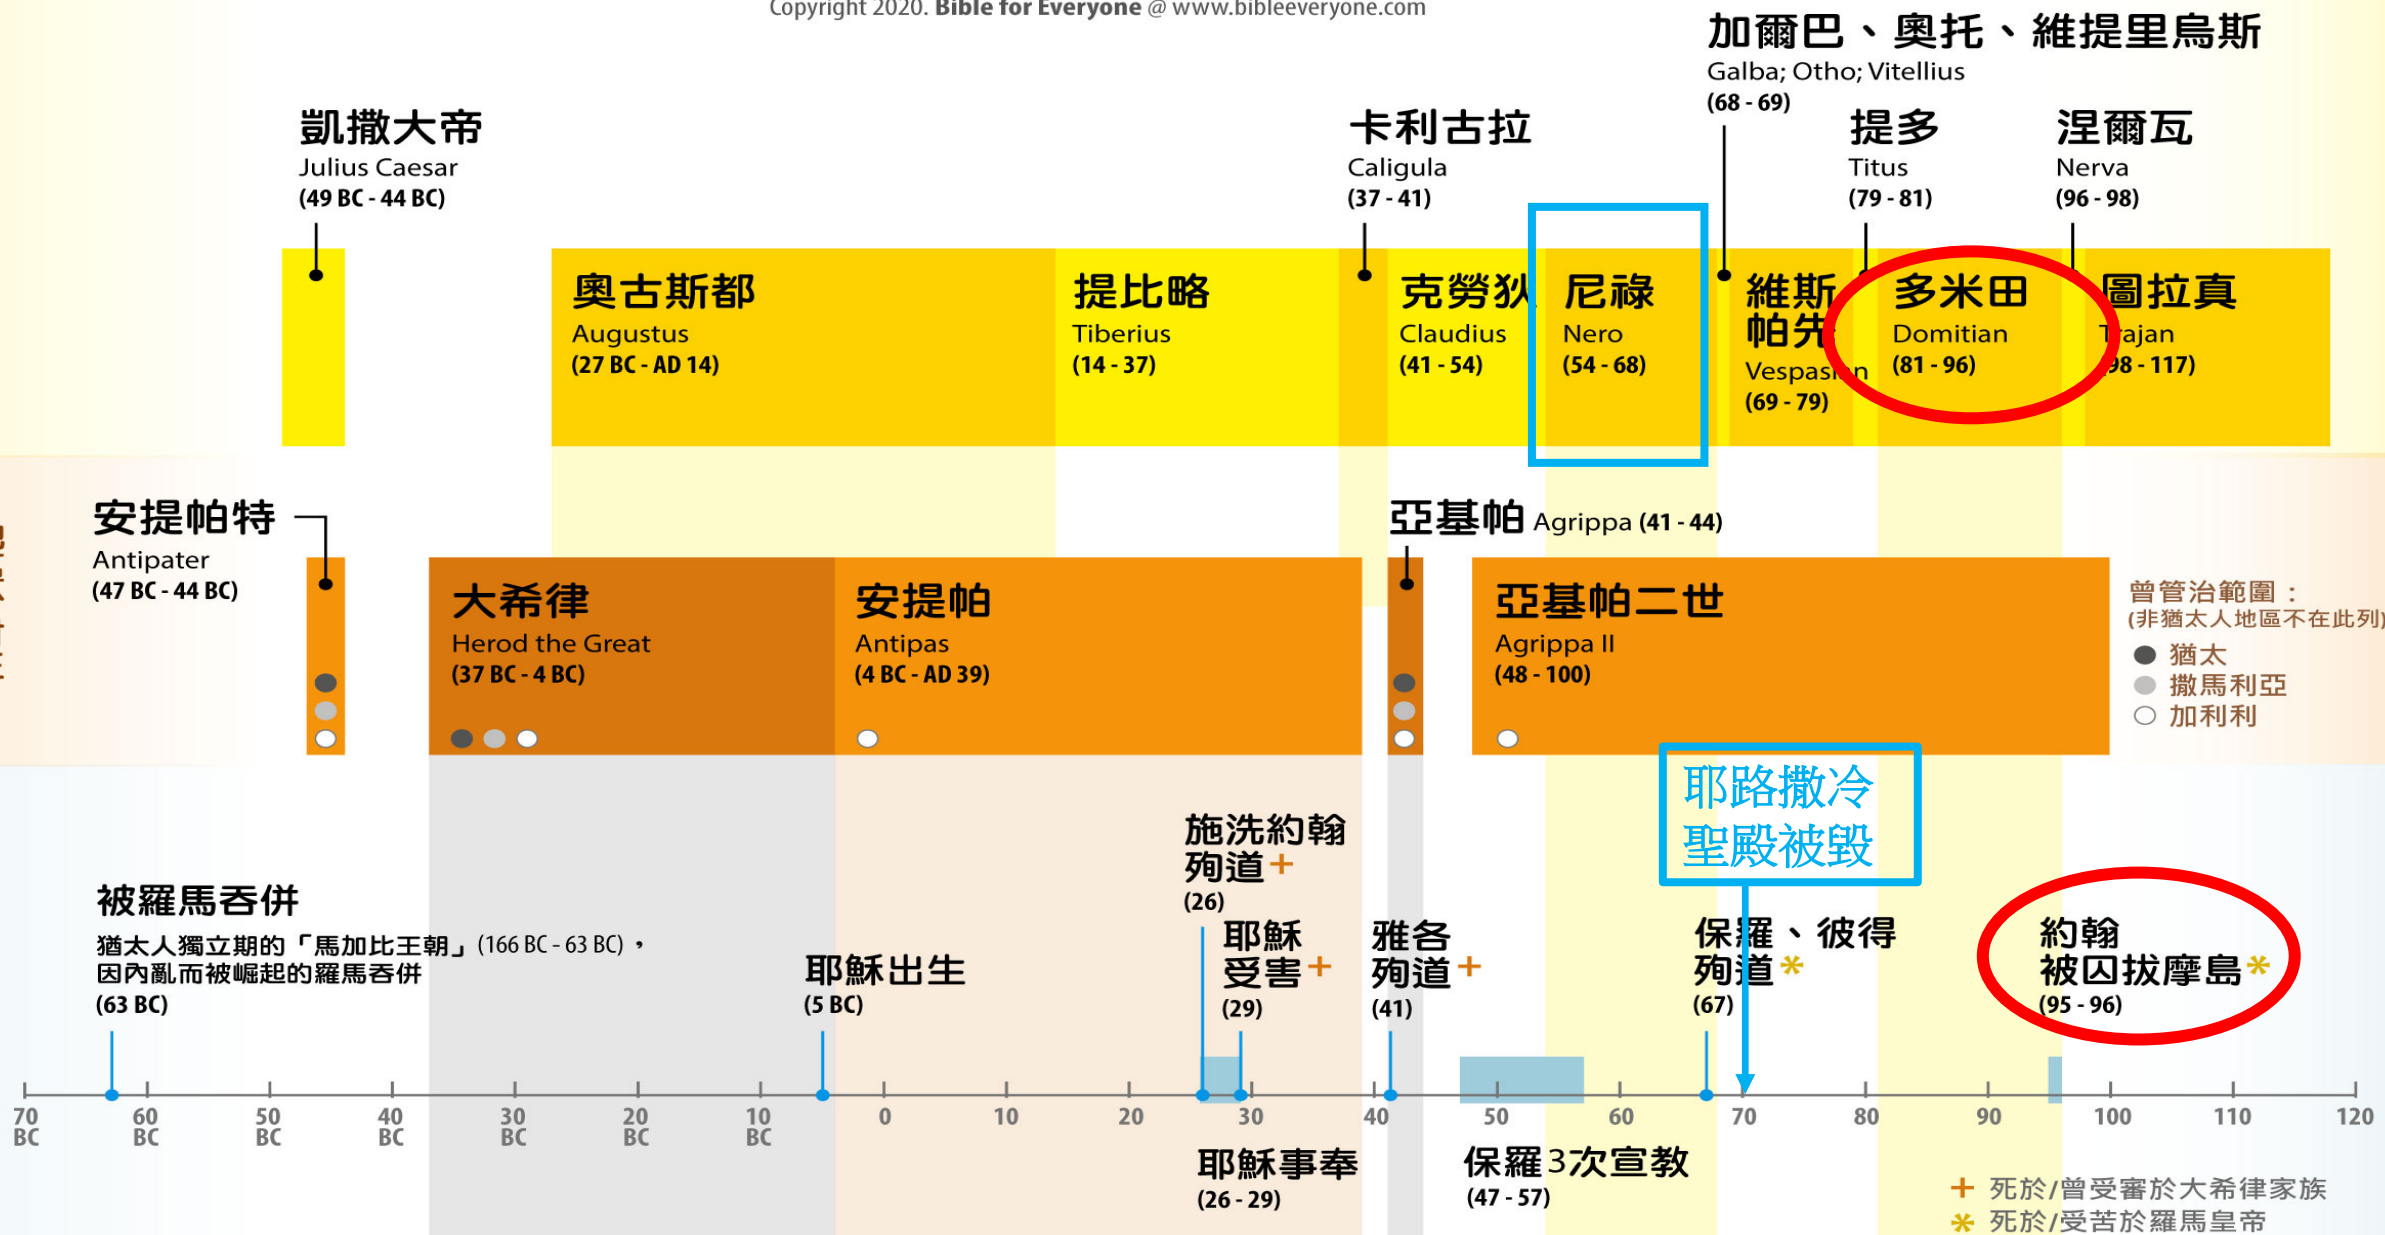 Copyright 2020. Bible for Everyone @ www.bibleeveryone.com
加爾巴、奧托、維提里烏斯
Galba; Otho; Vitellius
(68 - 69)
凱撒大帝
Julius Caesar
(49 BC - 44 BC)
卡利古拉
Caligula
(37 - 41)
提多
Titus
(79 - 81)
涅爾瓦
Nerva
(96 - 98)
奧古斯都
Augustus
(27 BC - AD 14)
提比略
Tiberius
(14 - 37)
克勞狄
Claudius
(41 - 54)
尼祿
Nero
(54 - 68)
維斯
帕先
Vespasian
(69 - 79)
多米田
Domitian
(81 - 96)
圖拉真
Trajan
(98 - 117)
安提帕特
Antipater
(47 BC - 44 BC)
亞基帕 Agrippa (41 - 44)
大希律
Herod the Great
(37 BC - 4 BC)
安提帕
Antipas
(4 BC - AD 39)
亞基帕二世
Agrippa II
(48 - 100)
曾管治範圍：
(非猶太人地區不在此列)
猶太
撒馬利亞
加利利
耶路撒冷
聖殿被毀
被羅馬吞併
猶太人獨立期的「馬加比王朝」(166 BC - 63 BC)，
因內亂而被崛起的羅馬吞併
(63 BC)
耶穌出生
(5 BC)
施洗約翰
殉道+
(26)
耶穌
受害+
(29)
雅各
殉道+
(41)
保羅、彼得
殉道*
(67)
約翰
被囚拔摩島*
(95 - 96)
70 60 50 40 30 20 10 0 10 20 30 40 50 60 70 80 90 100 110 120
BC BC BC BC BC BC BC
耶穌事奉
(26 - 29)
保羅3次宣教
(47 - 57)
+ 死於/曾受審於大希律家族
* 死於/受苦於羅馬皇帝